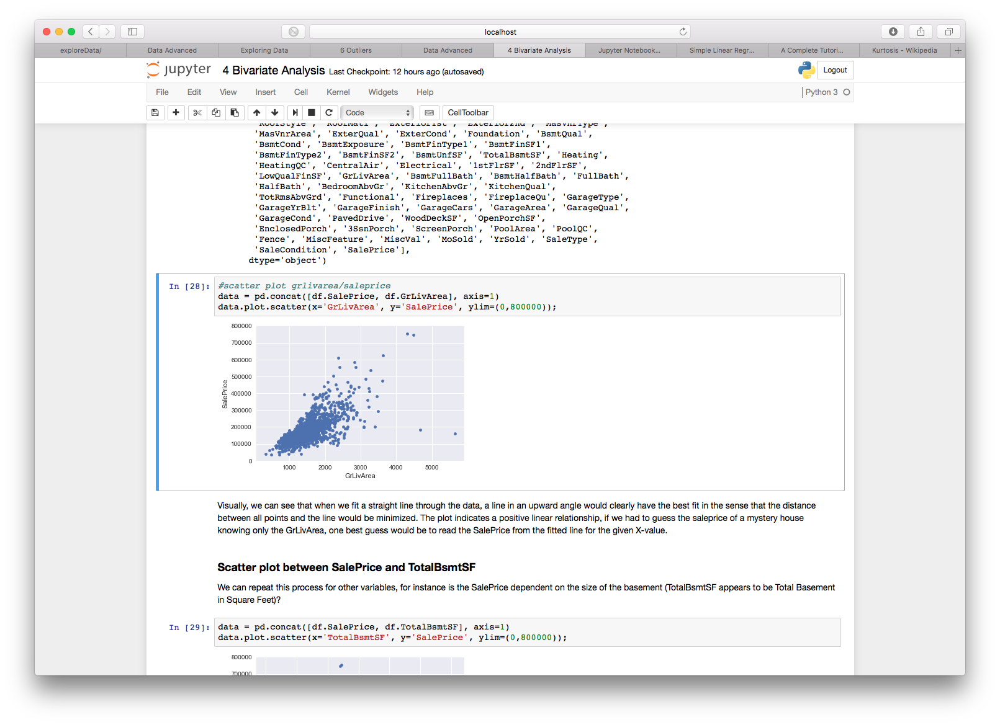 localhost
exploreData/
Data Advanced
Exploring Data
6 Outliers
Data Advanced
4 Bivariate Analysis
Jupyter Notebook...
Simple Linear Regr...
A Complete Tutori...
Kurtosis - Wikipedia
jupyter 4 Bivariate Analysis Last Checkpoint: 12 hours ago (autosaved)
Logout
File Edit View Insert Cell Kernel Widgets Help
Python 3
Code
CellToolbar
'RoofStyle', 'RoofMatl', 'Exterior1st', 'Exterior2nd', 'MasVnrType',
'MasVnrArea', 'ExterQual', 'ExterCond', 'Foundation', 'BsmtQual',
'BsmtCond', 'BsmtExposure', 'BsmtFinType1', 'BsmtFinSF1',
'BsmtFinType2', 'BsmtFinSF2', 'BsmtUnfSF', 'TotalBsmtSF', 'Heating',
'HeatingQC', 'CentralAir', 'Electrical', '1stFlrSF', '2ndFlrSF',
'LowQualFinSF', 'GrLivArea', 'BsmtFullBath', 'BsmtHalfBath', 'FullBath',
'HalfBath', 'BedroomAbvGr', 'KitchenAbvGr', 'KitchenQual',
'TotRmsAbvGrd', 'Functional', 'Fireplaces', 'FireplaceQu', 'GarageType',
'GarageYrBlt', 'GarageFinish', 'GarageCars', 'GarageArea', 'GarageQual',
'GarageCond', 'PavedDrive', 'WoodDeckSF', 'OpenPorchSF',
'EnclosedPorch', '3SsnPorch', 'ScreenPorch', 'PoolArea', 'PoolQC',
'Fence', 'MiscFeature', 'MiscVal', 'MoSold', 'YrSold', 'SaleType',
'SaleCondition', 'SalePrice'],
dtype='object')
In [28]:
#scatter plot grlivarea/saleprice
data = pd.concat([df.SalePrice, df.GrLivArea], axis=1)
data.plot.scatter(x='GrLivArea', y='SalePrice', ylim=(0,800000));
800000
700000
600000
500000
400000
300000
200000
100000
0
SalePrice
1000 2000 3000 4000 5000
GrLivArea
Visually, we can see that when we fit a straight line through the data, a line in an upward angle would clearly have the best fit in the sense that the distance
between all points and the line would be minimized. The plot indicates a positive linear relationship, if we had to guess the saleprice of a mystery house
knowing only the GrLivArea, one best guess would be to read the SalePrice from the fitted line for the given X-value.
Scatter plot between SalePrice and TotalBsmtSF
We can repeat this process for other variables, for instance is the SalePrice dependent on the size of the basement (TotalBsmtSF appears to be Total Basement
in Square Feet)?
In [29]:
data = pd.concat([df.SalePrice, df.TotalBsmtSF], axis=1)
data.plot.scatter(x='TotalBsmtSF', y='SalePrice', ylim=(0,800000));
800000
700000